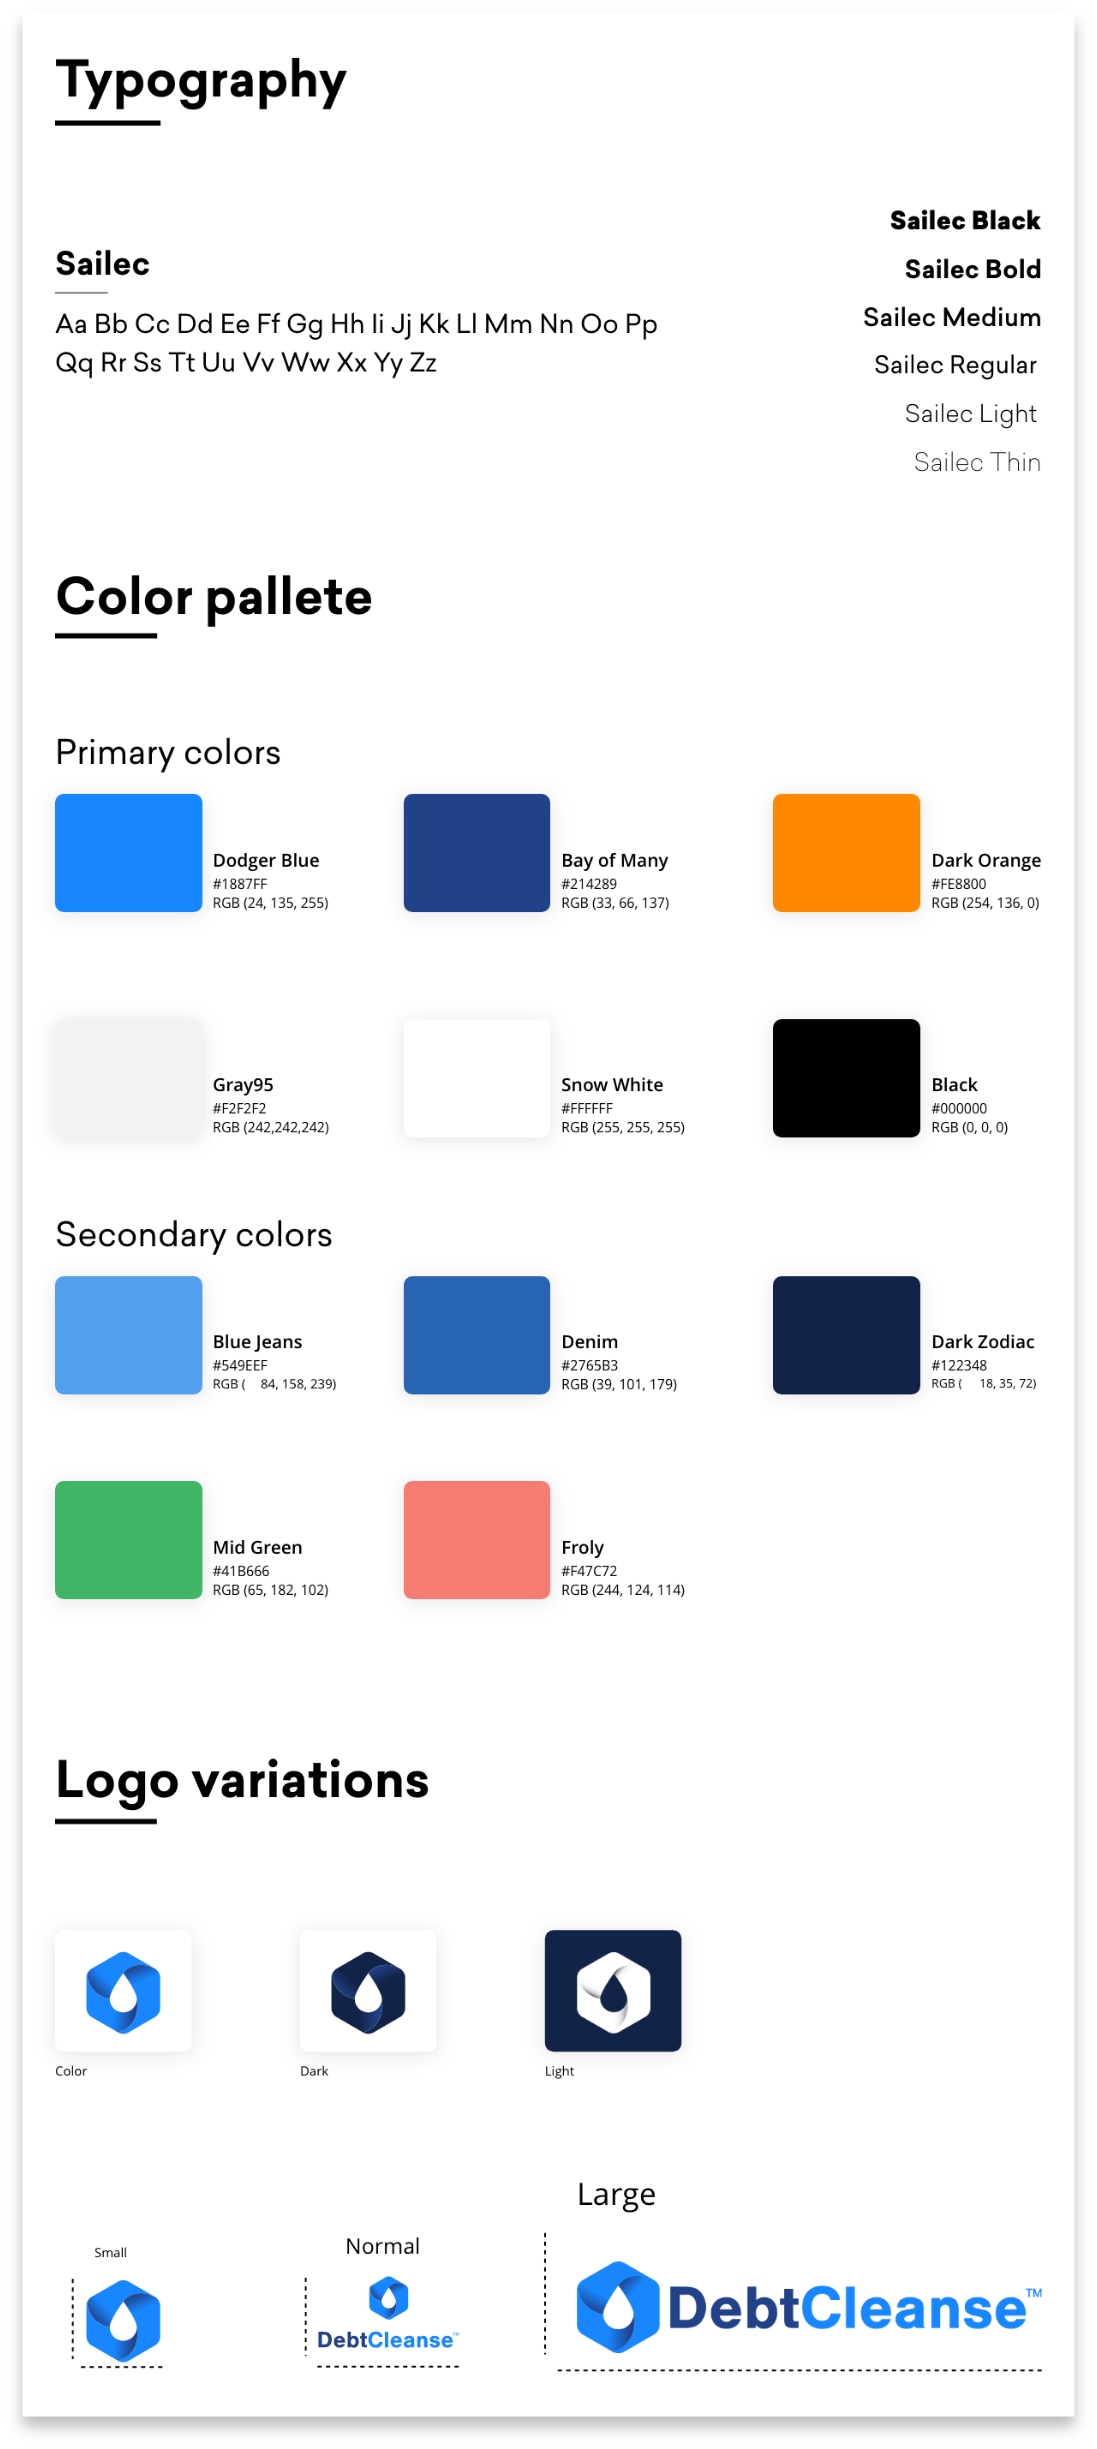 Typography
Sailec
Aa Bb Cc Dd Ee Ff Gg Hh Ii Jj Kk Ll Mm Nn Oo Pp
Qq Rr Ss Tt Uu Vv Ww Xx Yy Zz
Sailec Black
Sailec Bold
Sailec Medium
Sailec Regular
Sailec Light
Sailec Thin
Color pallete
Primary colors
Dodger Blue
#1887FF
RGB (24, 135, 255)
Bay of Many
#214289
RGB (33, 66, 137)
Dark Orange
#FE8800
RGB (254, 136, 0)
Gray95
#F2F2F2
RGB (242,242,242)
Snow White
#FFFFFF
RGB (255, 255, 255)
Black
#000000
RGB (0, 0, 0)
Secondary colors
Blue Jeans
#549EEF
RGB ( 84, 158, 239)
Denim
#2765B3
RGB (39, 101, 179)
Dark Zodiac
#122348
RGB ( 18, 35, 72)
Mid Green
#41B666
RGB (65, 182, 102)
Froly
#F47C72
RGB (244, 124, 114)
Logo variations
Color
Dark
Light
Small
Normal
DebtCleanse™
Large
DebtCleanse™